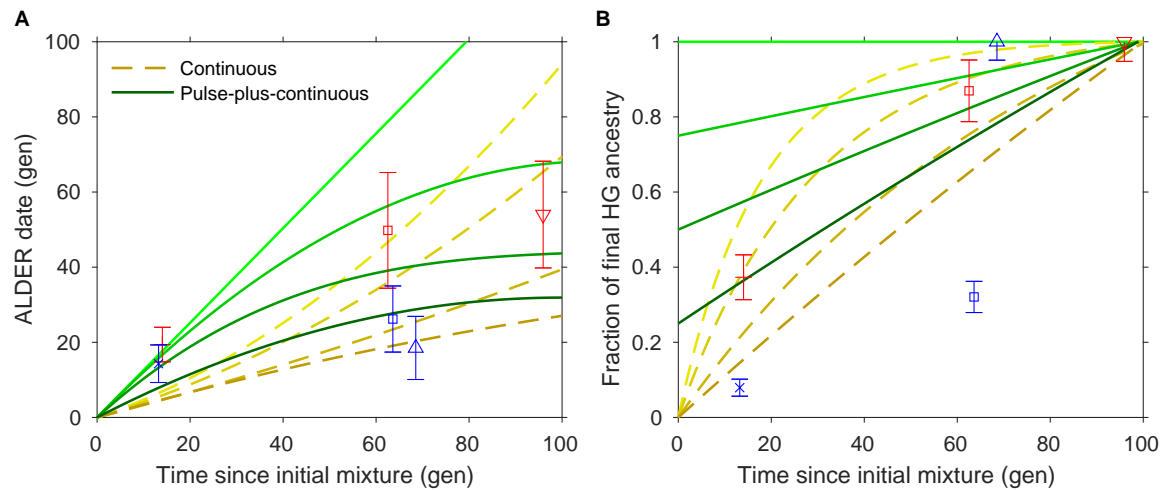 A
ALDER date (gen)
100
80
60
40
20
0
Continuous
Pulse-plus-continuous
0 20 40 60 80 100
Time since initial mixture (gen)
B
Fraction of final HG ancestry
1
0.8
0.6
0.4
0.2
0
0 20 40 60 80 100
Time since initial mixture (gen)